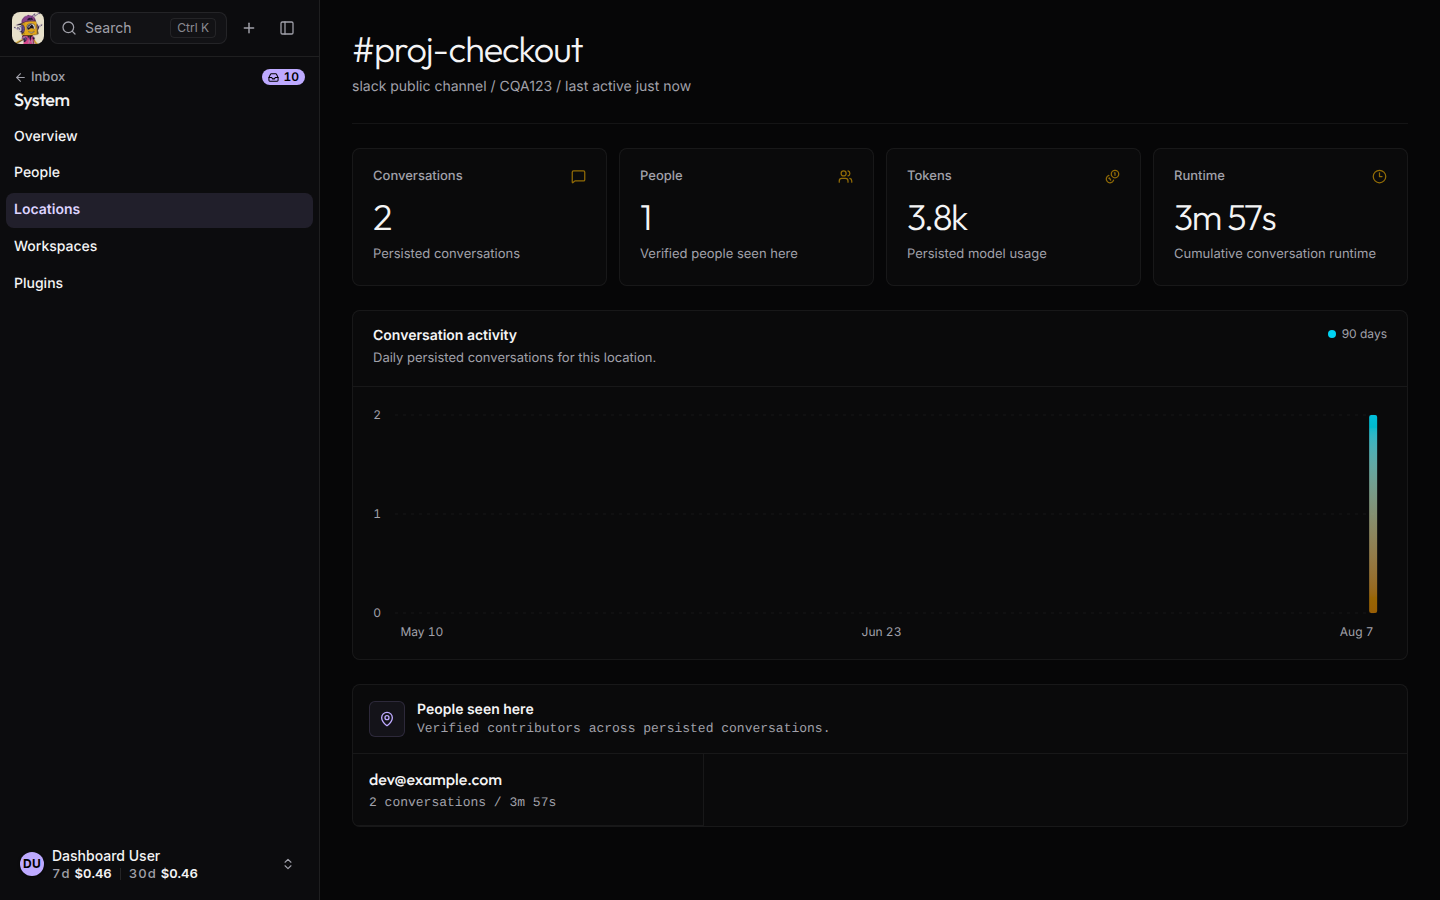 Search
Ctrl K
Inbox
10
System
Overview
People
Locations
Workspaces
Plugins
DU
Dashboard User
7d $0.46 | 30d $0.46
#proj-checkout
slack public channel / CQA123 / last active just now
Conversations
2
Persisted conversations
People
1
Verified people seen here
Tokens
3.8k
Persisted model usage
Runtime
3m 57s
Cumulative conversation runtime
Conversation activity
90 days
Daily persisted conversations for this location.
2
1
0
May 10
Jun 23
Aug 7
People seen here
Verified contributors across persisted conversations.
dev@example.com
2 conversations / 3m 57s